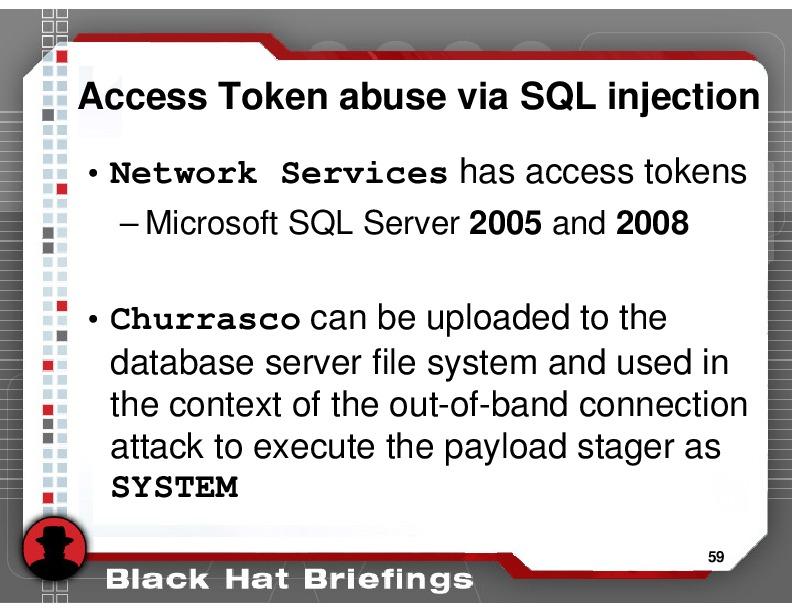 Access Token abuse via SQL injection
• Network Services has access tokens
– Microsoft SQL Server 2005 and 2008
• Churrasco can be uploaded to the
database server file system and used in
the context of the out-of-band connection
attack to execute the payload stager as
SYSTEM
59
Black Hat Briefings